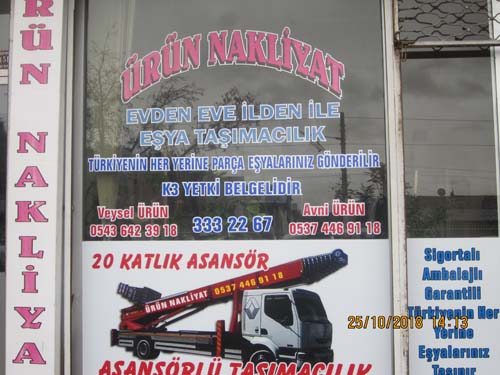 ÜRÜN NAKLİYA
ÜRÜN NAKLİYAT
EVDEN EVE İLDEN İLE
EŞYA TAŞIMACILIK
TÜRKİYENİN HER YERİNE PARÇA EŞYALARINIZ GÖNDERİLİR
K3 YETKİ BELGELİDİR
Veysel ÜRÜN
0543 642 39 18
333 22 67
Avni ÜRÜN
0537 446 91 18
20 KATLIK ASANSÖR
ÜRÜN NAKLİYAT 0537 446 91 18
ASANSÖRLÜ TAŞIMACILIK
Sigortalı
Ambalajlı
Garantili
Türkiyenin Her
Yerine
Eşyalarınız
Taşınır
25/10/2018 14:13